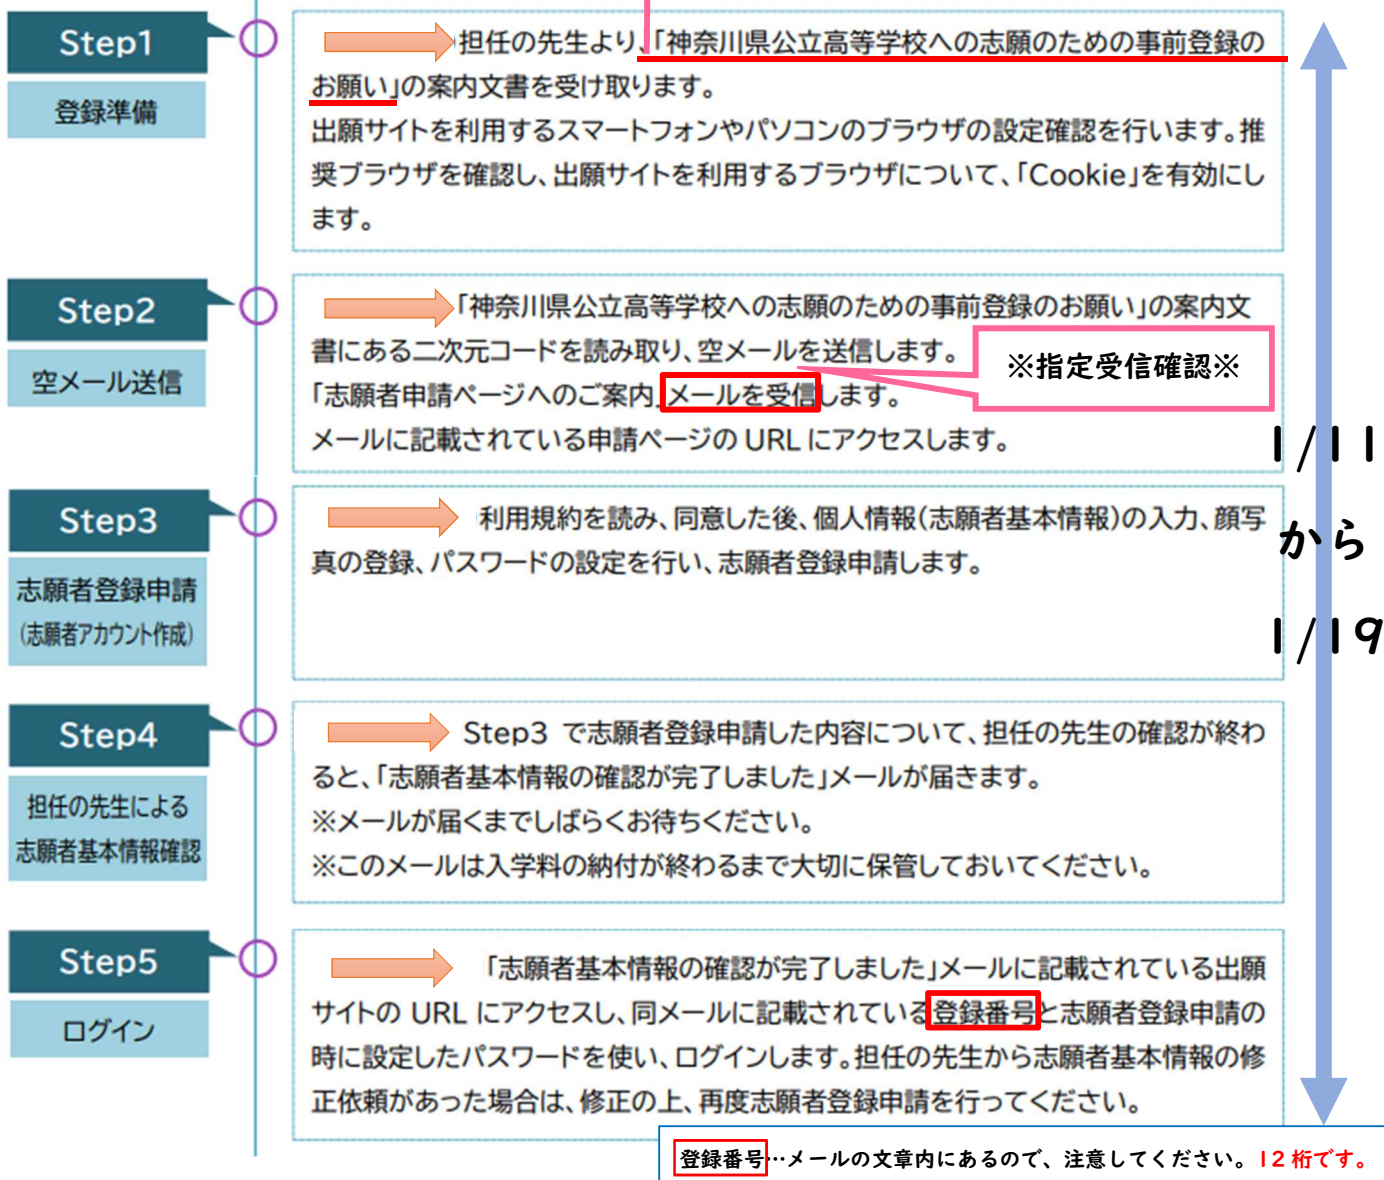 Step1
登録準備
担任の先生より、「神奈川県公立高等学校への志願のための事前登録の
お願い」の案内文書を受け取ります。
出願サイトを利用するスマートフォンやパソコンのブラウザの設定確認を行います。推
奨ブラウザを確認し、出願サイトを利用するブラウザについて、「Cookie」を有効にし
ます。
Step2
空メール送信
「神奈川県公立高等学校への志願のための事前登録のお願い」の案内文
書にある二次元コードを読み取り、空メールを送信します。
※指定受信確認※
「志願者申請ページへのご案内」メールを受信します。
メールに記載されている申請ページの URL にアクセスします。
1/11
から
1/19
Step3
志願者登録申請
(志願者アカウント作成)
利用規約を読み、同意した後、個人情報(志願者基本情報)の入力、顔写
真の登録、パスワードの設定を行い、志願者登録申請します。
Step4
担任の先生による
志願者基本情報確認
Step3 で志願者登録申請した内容について、担任の先生の確認が終わ
ると、「志願者基本情報の確認が完了しました」メールが届きます。
※メールが届くまでしばらくお待ちください。
※このメールは入学料の納付が終わるまで大切に保管しておいてください。
Step5
ログイン
「志願者基本情報の確認が完了しました」メールに記載されている出願
サイトの URL にアクセスし、同メールに記載されている登録番号と志願者登録申請の
時に設定したパスワードを使い、ログインします。担任の先生から志願者基本情報の修
正依頼があった場合は、修正の上、再度志願者登録申請を行ってください。
登録番号…メールの文章内にあるので、注意してください。12桁です。